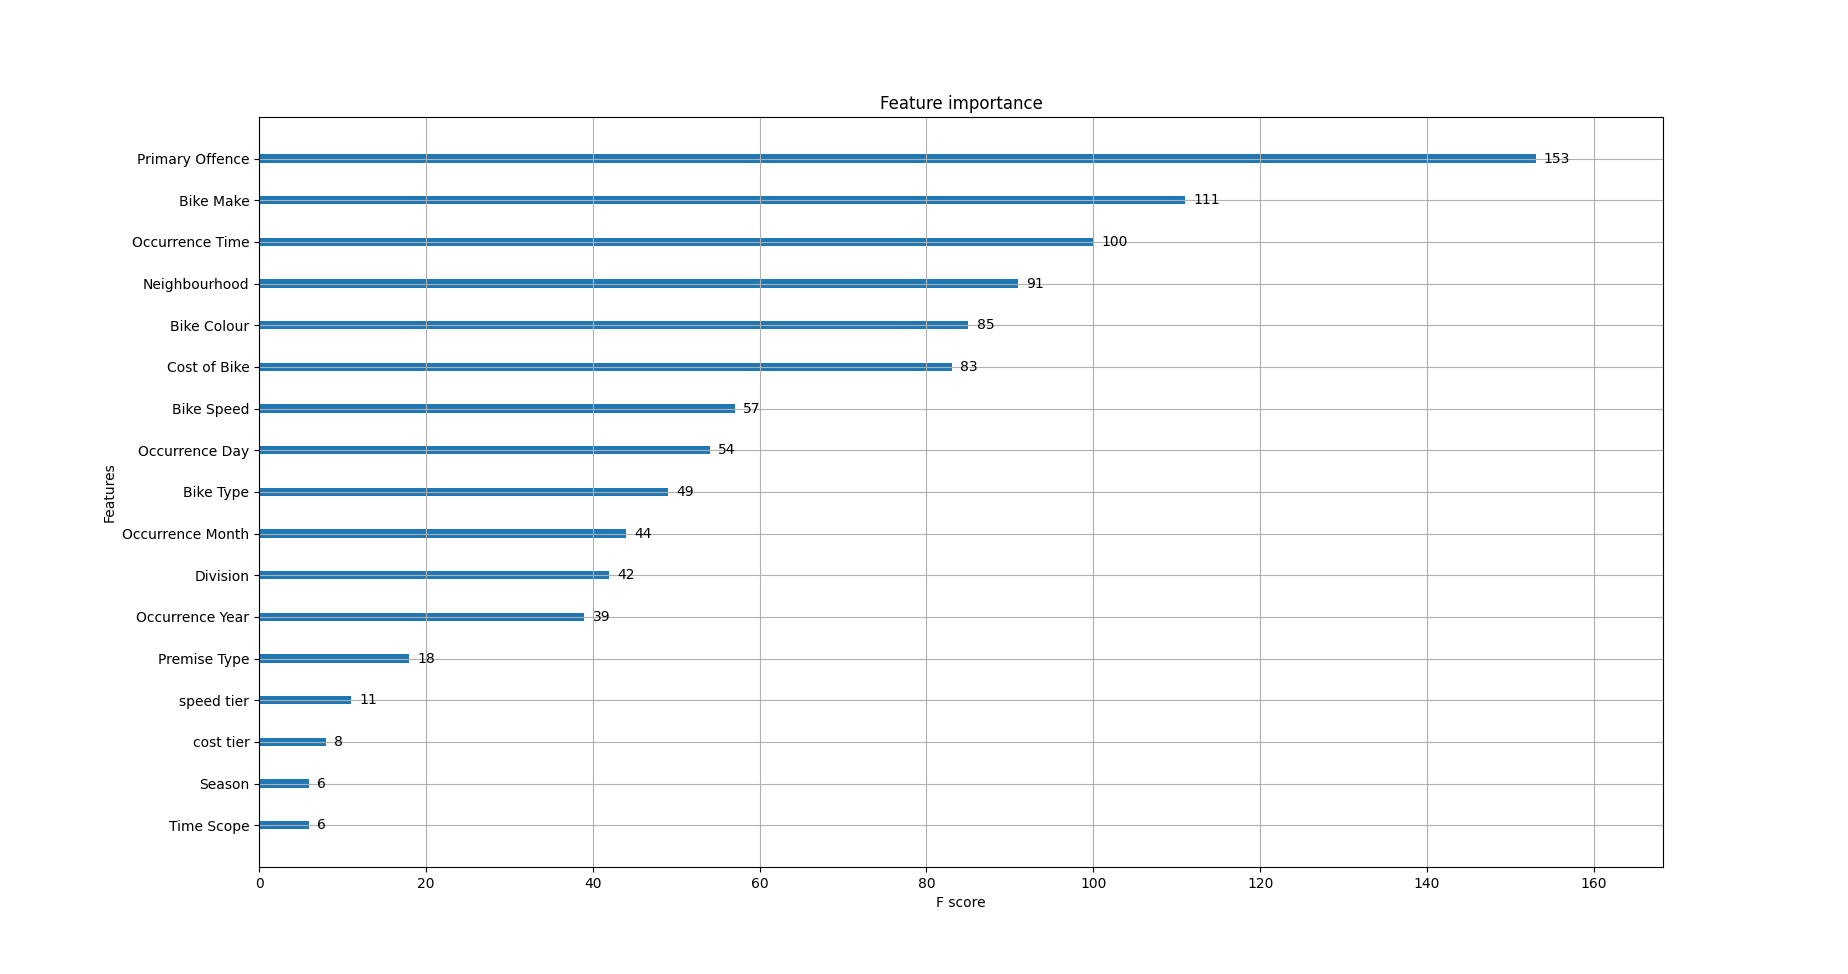 Feature importance
Primary Offence 153
Bike Make 111
Occurrence Time 100
Neighbourhood 91
Bike Colour 85
Cost of Bike 83
Bike Speed 57
Occurrence Day 54
Bike Type 49
Occurrence Month 44
Division 42
Occurrence Year 39
Premise Type 18
speed tier 11
cost tier 8
Season 6
Time Scope 6
Features
0 20 40 60 80 100 120 140 160
F score